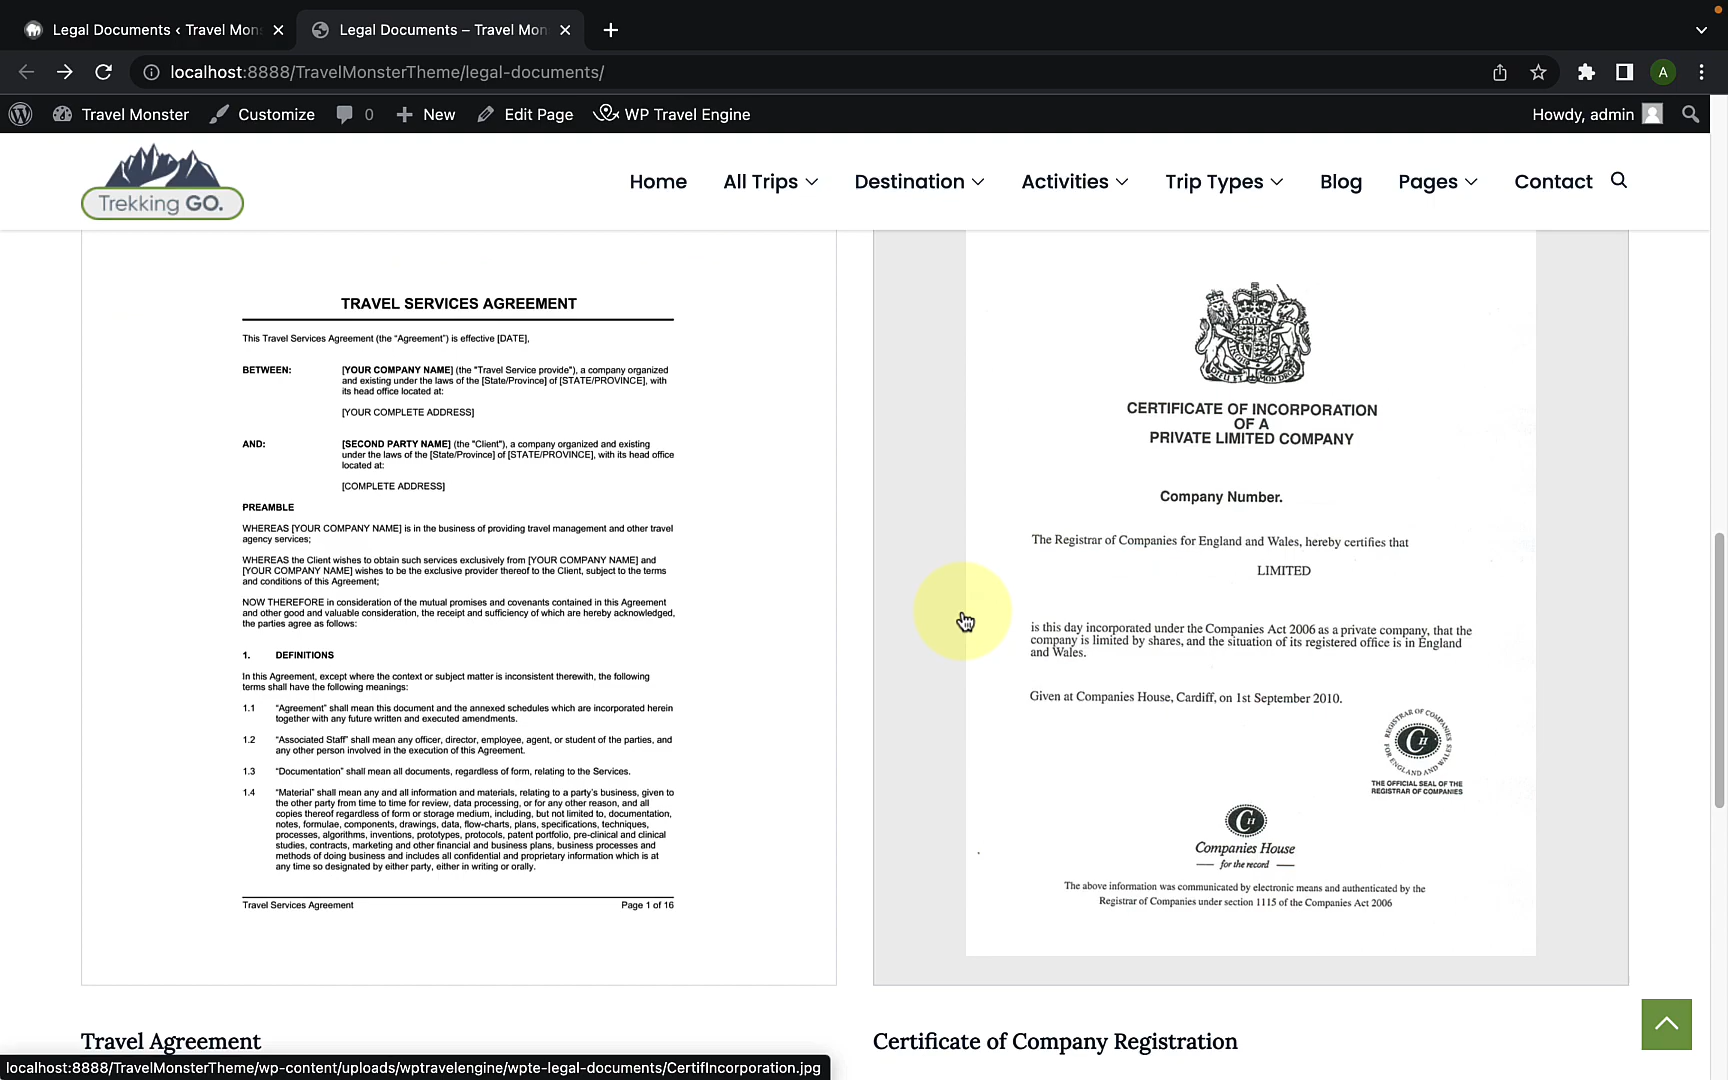 Legal Documents ‹ Travel Mon
Legal Documents – Travel Mon
localhost:8888/TravelMonsterTheme/legal-documents/
A
Travel Monster
Customize
0
New
Edit Page
WP Travel Engine
Howdy, admin
Trekking GO.
Home
All Trips
Destination
Activities
Trip Types
Blog
Pages
Contact
TRAVEL SERVICES AGREEMENT
This Travel Services Agreement (the “Agreement”) is effective [DATE],
BETWEEN:
[YOUR COMPANY NAME] (the "Travel Service provide"), a company organized
and existing under the laws of the [State/Province] of [STATE/PROVINCE], with
its head office located at:
[YOUR COMPLETE ADDRESS]
AND:
[SECOND PARTY NAME] (the "Client"), a company organized and existing
under the laws of the [State/Province] of [STATE/PROVINCE], with its head office
located at:
[COMPLETE ADDRESS]
PREAMBLE
WHEREAS [YOUR COMPANY NAME] is in the business of providing travel management and other travel
agency services;
WHEREAS the Client wishes to obtain such services exclusively from [YOUR COMPANY NAME] and
[YOUR COMPANY NAME] wishes to be the exclusive provider thereof to the Client, subject to the terms
and conditions of this Agreement;
NOW THEREFORE in consideration of the mutual promises and covenants contained in this Agreement
and other good and valuable consideration, the receipt and sufficiency of which are hereby acknowledged,
the parties agree as follows:
1. DEFINITIONS
In this Agreement, except where the context or subject matter is inconsistent therewith, the following
terms shall have the following meanings:
1.1 “Agreement” shall mean this document and the annexed schedules which are incorporated herein
together with any future written and executed amendments.
1.2 “Associated Staff” shall mean any officer, director, employee, agent, or student of the parties, and
any other person involved in the execution of this Agreement.
1.3 “Documentation” shall mean all documents, regardless of form, relating to the Services.
1.4 “Material” shall mean any and all information and materials, relating to a party’s business, given to
the other party from time to time for review, data processing, or for any other reason, and all
copies thereof regardless of form or storage medium, including, but not limited to, documentation,
notes, formulae, components, drawings, data, flow-charts, plans, specifications, techniques,
processes, algorithms, inventions, prototypes, protocols, patent portfolio, pre-clinical and clinical
studies, contracts, marketing and other financial and business plans, business processes and
methods of doing business and includes all confidential and proprietary information which is at
any time so designated by either party, either in writing or orally.
Travel Services Agreement
Page 1 of 16
DIEU ET MON DROIT
CERTIFICATE OF INCORPORATION
OF A
PRIVATE LIMITED COMPANY
Company Number.
The Registrar of Companies for England and Wales, hereby certifies that
LIMITED
is this day incorporated under the Companies Act 2006 as a private company, that the
company is limited by shares, and the situation of its registered office is in England
and Wales.
Given at Companies House, Cardiff, on 1st September 2010.
REGISTRAR OF COMPANIES
FOR ENGLAND AND WALES
CH
THE OFFICIAL SEAL OF THE
REGISTRAR OF COMPANIES
CH
Companies House
for the record
The above information was communicated by electronic means and authenticated by the
Registrar of Companies under section 1115 of the Companies Act 2006
Travel Agreement
Certificate of Company Registration
localhost:8888/TravelMonsterTheme/wp-content/uploads/wptravelengine/wpte-legal-documents/CertifIncorporation.jpg